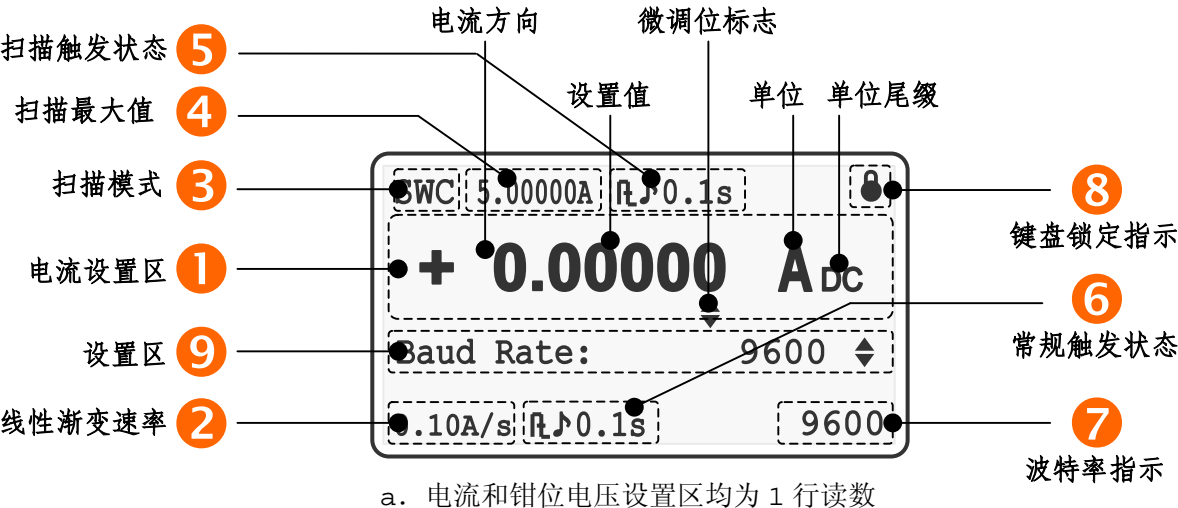 电流方向 微调位标志
扫描触发状态 5
设置值 单位 单位尾缀
扫描最大值 4
扫描模式 3 SWC 5.00000A ♪0.1s 8
键盘锁定指示
电流设置区 1 + 0.00000 A DC
6
设置区 9 Baud Rate: 9600
常规触发状态
线性渐变速率 2 0.10A/s ♪0.1s 9600 7
波特率指示
a. 电流和钳位电压设置区均为 1 行读数